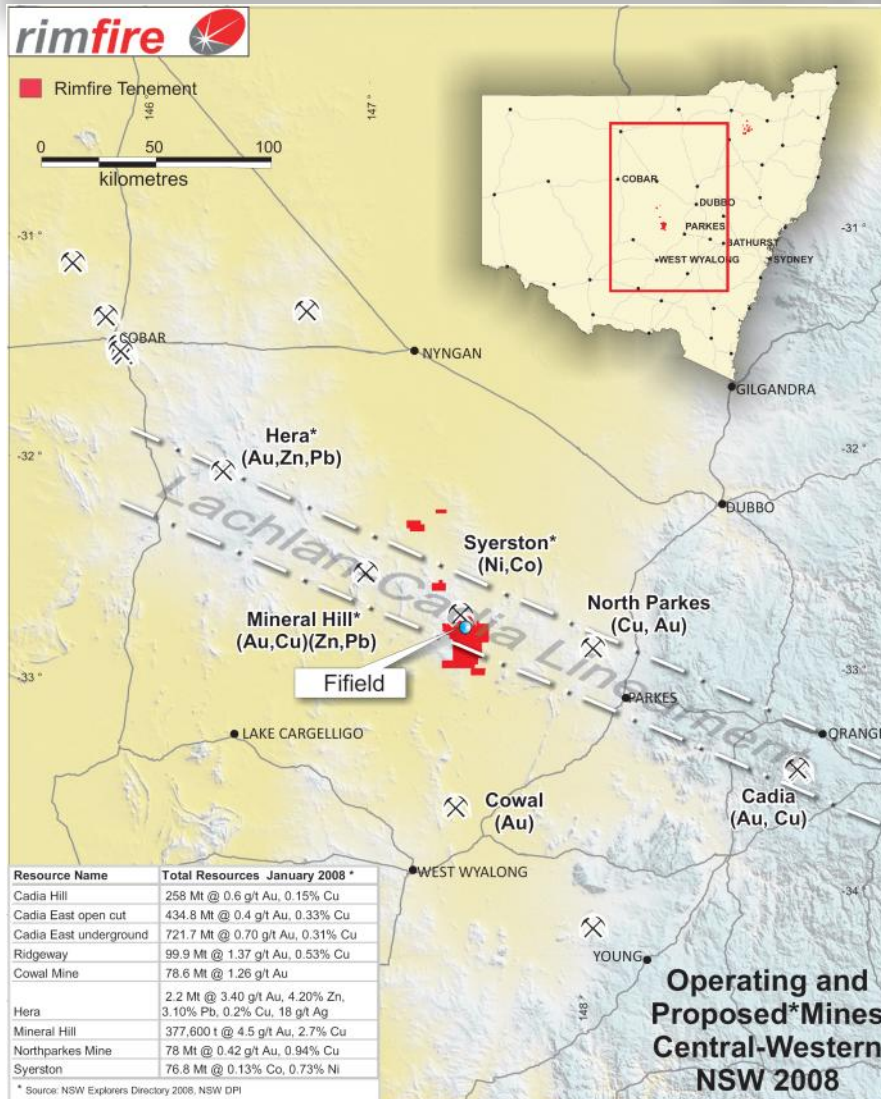 rimfire
Rimfire Tenement
146 °
147 °
0 50 100
kilometres
COBAR
DUBBO
PARKES
BATHURST
WEST WYALONG
SYDNEY
-31 °
-31 °
COBAR
NYNGAN
GILGANDRA
-32 °
Hera*
(Au,Zn,Pb)
-32 °
DUBBO
Lachlan Cadia Lineament
Syerston*
(Ni,Co)
Mineral Hill*
(Au,Cu)(Zn,Pb)
North Parkes
(Cu, Au)
-33 °
Fifield
-33 °
PARKES
LAKE CARGELLIGO
ORANGE
Cowal
(Au)
Cadia
(Au, Cu)
WEST WYALONG
-34 °
YOUNG
148 °
Resource Name Total Resources January 2008 *
Cadia Hill 258 Mt @ 0.6 g/t Au, 0.15% Cu
Cadia East open cut 434.8 Mt @ 0.4 g/t Au, 0.33% Cu
Cadia East underground 721.7 Mt @ 0.70 g/t Au, 0.31% Cu
Ridgeway 99.9 Mt @ 1.37 g/t Au, 0.53% Cu
Cowal Mine 78.6 Mt @ 1.26 g/t Au
Hera 2.2 Mt @ 3.40 g/t Au, 4.20% Zn,
3.10% Pb, 0.2% Cu, 18 g/t Ag
Mineral Hill 377,600 t @ 4.5 g/t Au, 2.7% Cu
Northparkes Mine 78 Mt @ 0.42 g/t Au, 0.94% Cu
Syerston 76.8 Mt @ 0.13% Co, 0.73% Ni
* Source: NSW Explorers Directory 2008, NSW DPI
Operating and
Proposed*Mines
Central-Western
NSW 2008